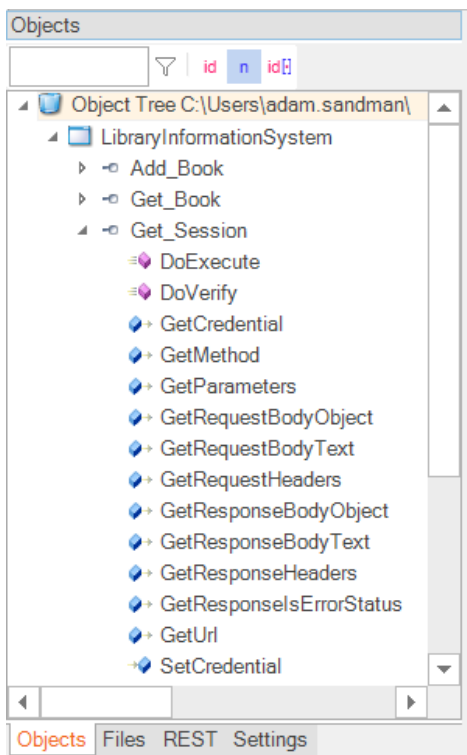 Objects
id n id[·]
Object Tree C:\Users\adam.sandman\
LibraryInformationSystem
Add_Book
Get_Book
Get_Session
DoExecute
DoVerify
GetCredential
GetMethod
GetParameters
GetRequestBodyObject
GetRequestBodyText
GetRequestHeaders
GetResponseBodyObject
GetResponseBodyText
GetResponseHeaders
GetResponseIsErrorStatus
GetUrl
SetCredential
Objects Files REST Settings